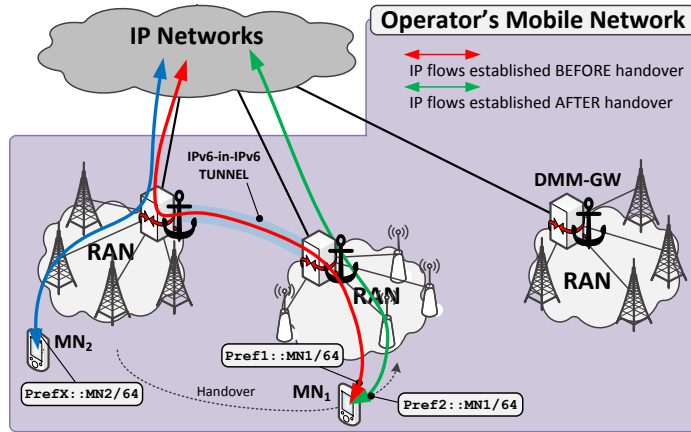 Operator's Mobile Network
IP Networks
IP flows established BEFORE handover
IP flows established AFTER handover
IPv6-in-IPv6
TUNNEL
DMM-GW
RAN
RAN
RAN
MN2
Pref1::MN1/64
PrefX::MN2/64
Handover
MN1
Pref2::MN1/64